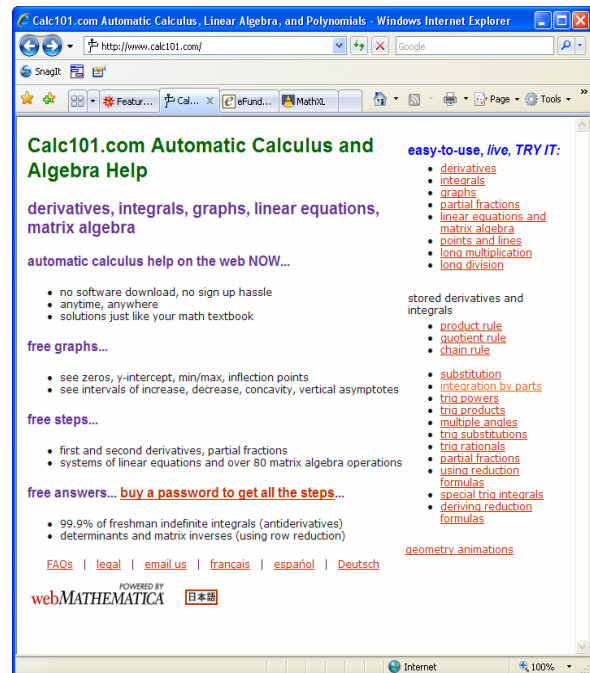 Calc101.com Automatic Calculus, Linear Algebra, and Polynomials - Windows Internet Explorer
http://www.calc101.com/
Google
SnagIt
Featur...
Cal...
eFund...
MathXL
Page
Tools
Calc101.com Automatic Calculus and
Algebra Help
derivatives, integrals, graphs, linear equations,
matrix algebra
automatic calculus help on the web NOW...
no software download, no sign up hassle
anytime, anywhere
solutions just like your math textbook
free graphs...
see zeros, y-intercept, min/max, inflection points
see intervals of increase, decrease, concavity, vertical asymptotes
free steps...
first and second derivatives, partial fractions
systems of linear equations and over 80 matrix algebra operations
free answers... buy a password to get all the steps...
99.9% of freshman indefinite integrals (antiderivatives)
determinants and matrix inverses (using row reduction)
FAQs | legal | email us | français | español | Deutsch
POWERED BY
webMATHEMATICA
日本語
easy-to-use, live, TRY IT:
derivatives
integrals
graphs
partial fractions
linear equations and
matrix algebra
points and lines
long multiplication
long division
stored derivatives and
integrals
product rule
quotient rule
chain rule
substitution
integration by parts
trig powers
trig products
multiple angles
trig substitutions
trig rationals
partial fractions
using reduction
formulas
special trig integrals
deriving reduction
formulas
geometry animations
Internet
100%